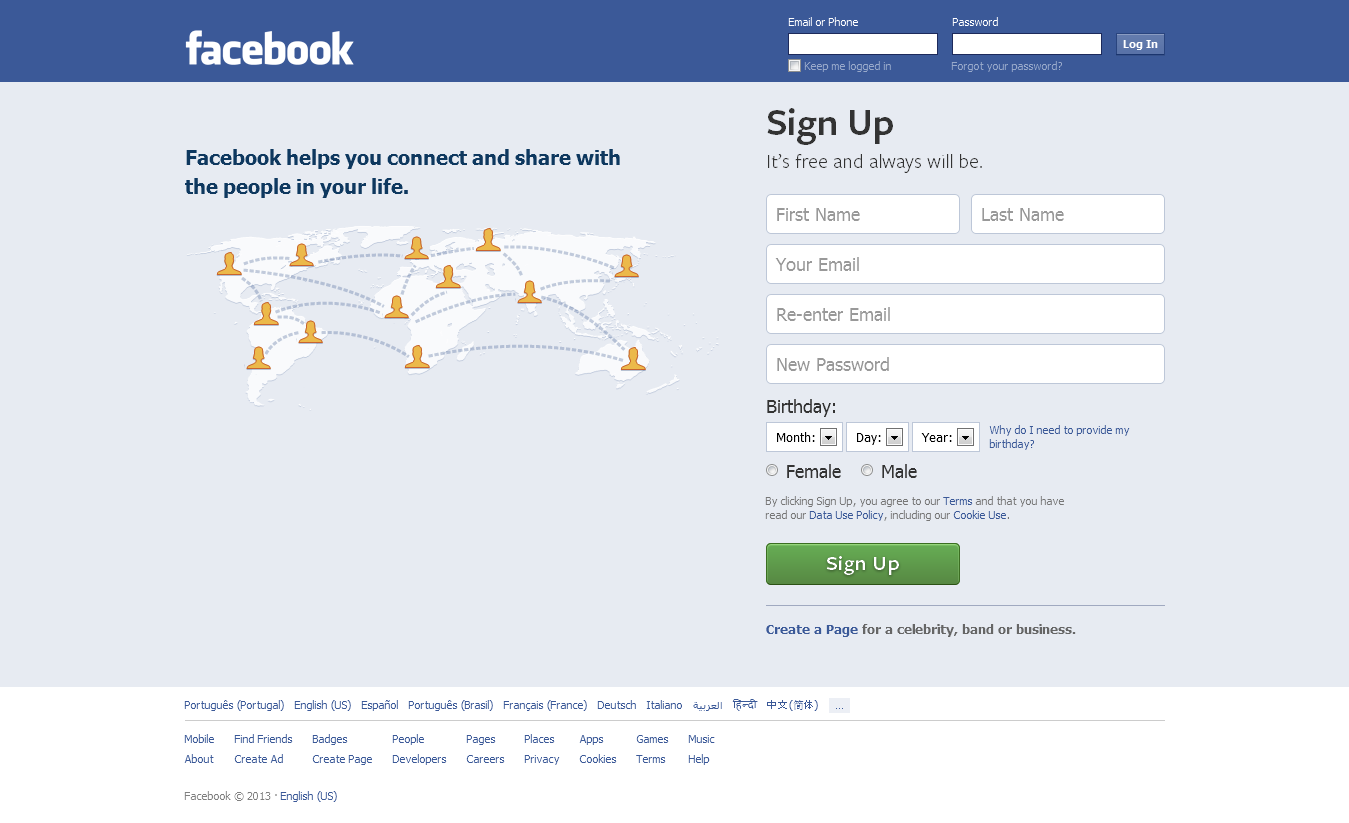 facebook
Email or Phone
Password
Log In
Keep me logged in
Forgot your password?
Facebook helps you connect and share with
the people in your life.
Sign Up
It's free and always will be.
First Name
Last Name
Your Email
Re-enter Email
New Password
Birthday:
Month: Day: Year:
Why do I need to provide my
birthday?
Female Male
By clicking Sign Up, you agree to our Terms and that you have
read our Data Use Policy, including our Cookie Use.
Sign Up
Create a Page for a celebrity, band or business.
Português (Portugal) English (US) Español Português (Brasil) Français (France) Deutsch Italiano العربية हिन्दी 中文(简体) ...
Mobile Find Friends Badges People Pages Places Apps Games Music
About Create Ad Create Page Developers Careers Privacy Cookies Terms Help
Facebook © 2013 · English (US)